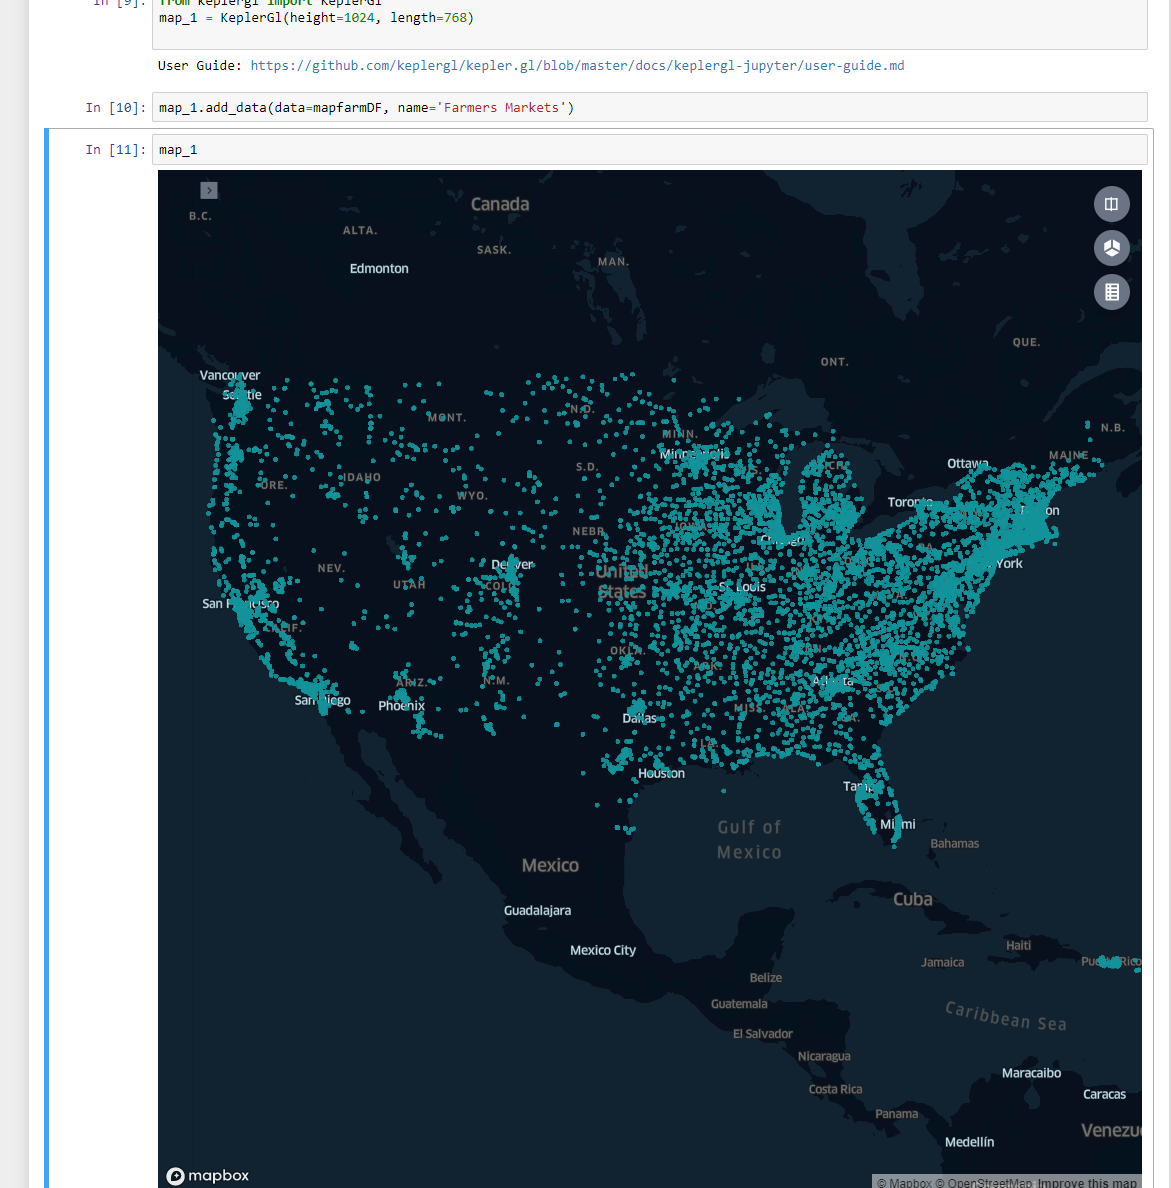 In [9]:
from keplergl import KeplerGl
map_1 = KeplerGl(height=1024, length=768)
User Guide: https://github.com/keplergl/kepler.gl/blob/master/docs/keplergl-jupyter/user-guide.md
In [10]:
map_1.add_data(data=mapfarmDF, name='Farmers Markets')
In [11]:
map_1
Canada
B.C.
ALTA.
SASK.
MAN.
Edmonton
QUE.
ONT.
Vancouver
Seattle
N.D.
MONT.
N.B.
MINN.
Minneapolis
MAINE
Ottawa
S.D.
IDAHO
ORE.
WYO.
Toronto
Boston
IOWA
NEBR.
Chicago
Denver
York
NEV.
United
States
UTAH
COLO.
St. Louis
San Francisco
CALIF.
OKLA.
ARK.
ARIZ.
N.M.
Atlanta
San Diego
Phoenix
MISS.
ALA.
GA.
Dallas
LA.
Houston
Tampa
Miami
Gulf of
Mexico
Bahamas
Mexico
Cuba
Guadalajara
Haiti
Mexico City
Jamaica
Puerto Rico
Belize
Guatemala
Caribbean Sea
El Salvador
Nicaragua
Maracaibo
Costa Rica
Caracas
Panama
Venezu
Medellín
mapbox
© Mapbox © OpenStreetMap Improve this map